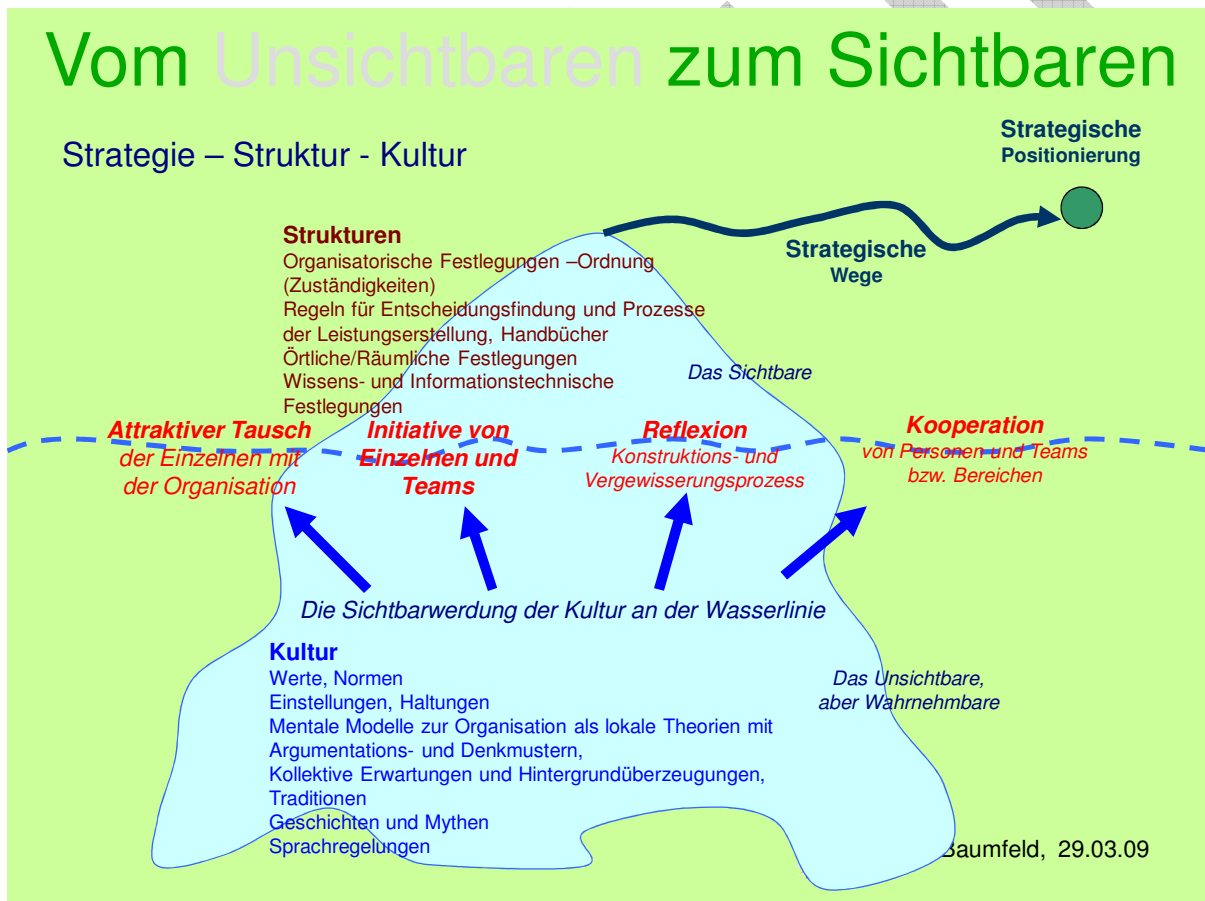 Vom Unsichtbaren zum Sichtbaren
Strategie – Struktur - Kultur
Strategische
Positionierung
Strategische
Wege
Strukturen
Organisatorische Festlegungen –Ordnung
(Zuständigkeiten)
Regeln für Entscheidungsfindung und Prozesse
der Leistungserstellung, Handbücher
Örtliche/Räumliche Festlegungen
Wissens- und Informationstechnische
Festlegungen
Das Sichtbare
Attraktiver Tausch
der Einzelnen mit
der Organisation
Initiative von
Einzelnen und
Teams
Reflexion
Konstruktions- und
Vergewisserungsprozess
Kooperation
von Personen und Teams
bzw. Bereichen
Die Sichtbarwerdung der Kultur an der Wasserlinie
Kultur
Werte, Normen
Einstellungen, Haltungen
Mentale Modelle zur Organisation als lokale Theorien mit
Argumentations- und Denkmustern,
Kollektive Erwartungen und Hintergrundüberzeugungen,
Traditionen
Geschichten und Mythen
Sprachregelungen
Das Unsichtbare,
aber Wahrnehmbare
Baumfeld, 29.03.09